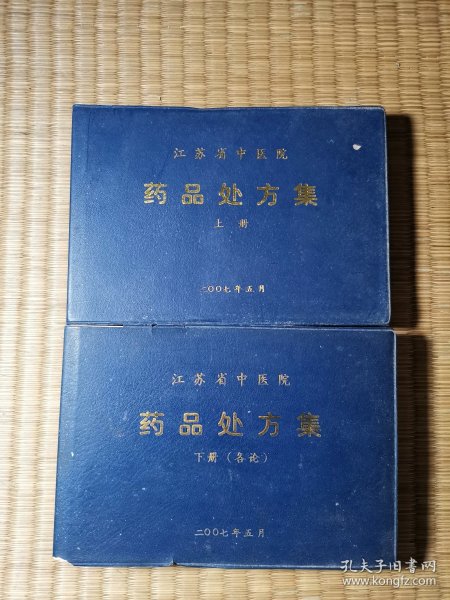 江苏省中医院
药品处方集
上册
二〇〇七年五月
江苏省中医院
药品处方集
下册（各论）
二〇〇七年五月
孔夫子旧书网
www.kongfz.com